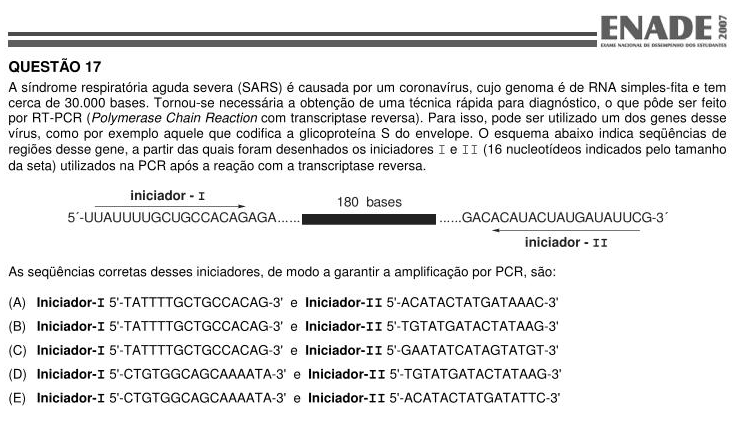 ENADE 2007
EXAME NACIONAL DE DESEMPENHO DOS ESTUDANTES
QUESTÃO 17
A síndrome respiratória aguda severa (SARS) é causada por um coronavírus, cujo genoma é de RNA simples-fita e tem
cerca de 30.000 bases. Tornou-se necessária a obtenção de uma técnica rápida para diagnóstico, o que pôde ser feito
por RT-PCR (Polymerase Chain Reaction com transcriptase reversa). Para isso, pode ser utilizado um dos genes desse
vírus, como por exemplo aquele que codifica a glicoproteína S do envelope. O esquema abaixo indica seqüências de
regiões desse gene, a partir das quais foram desenhados os iniciadores I e II (16 nucleotídeos indicados pelo tamanho
da seta) utilizados na PCR após a reação com a transcriptase reversa.
iniciador - I
180 bases
5´-UUAUUUUGCUGCCACAGAGA...... ......GACACAUACUAUGAUAUUCG-3´
iniciador - II
As seqüências corretas desses iniciadores, de modo a garantir a amplificação por PCR, são:
(A) Iniciador-I 5'-TATTTTGCTGCCACAG-3' e Iniciador-II 5'-ACATACTATGATAAAC-3'
(B) Iniciador-I 5'-TATTTTGCTGCCACAG-3' e Iniciador-II 5'-TGTATGATACTATAAG-3'
(C) Iniciador-I 5'-TATTTTGCTGCCACAG-3' e Iniciador-II 5'-GAATATCATAGTATGT-3'
(D) Iniciador-I 5'-CTGTGGCAGCAAAATA-3' e Iniciador-II 5'-TGTATGATACTATAAG-3'
(E) Iniciador-I 5'-CTGTGGCAGCAAAATA-3' e Iniciador-II 5'-ACATACTATGATATTC-3'